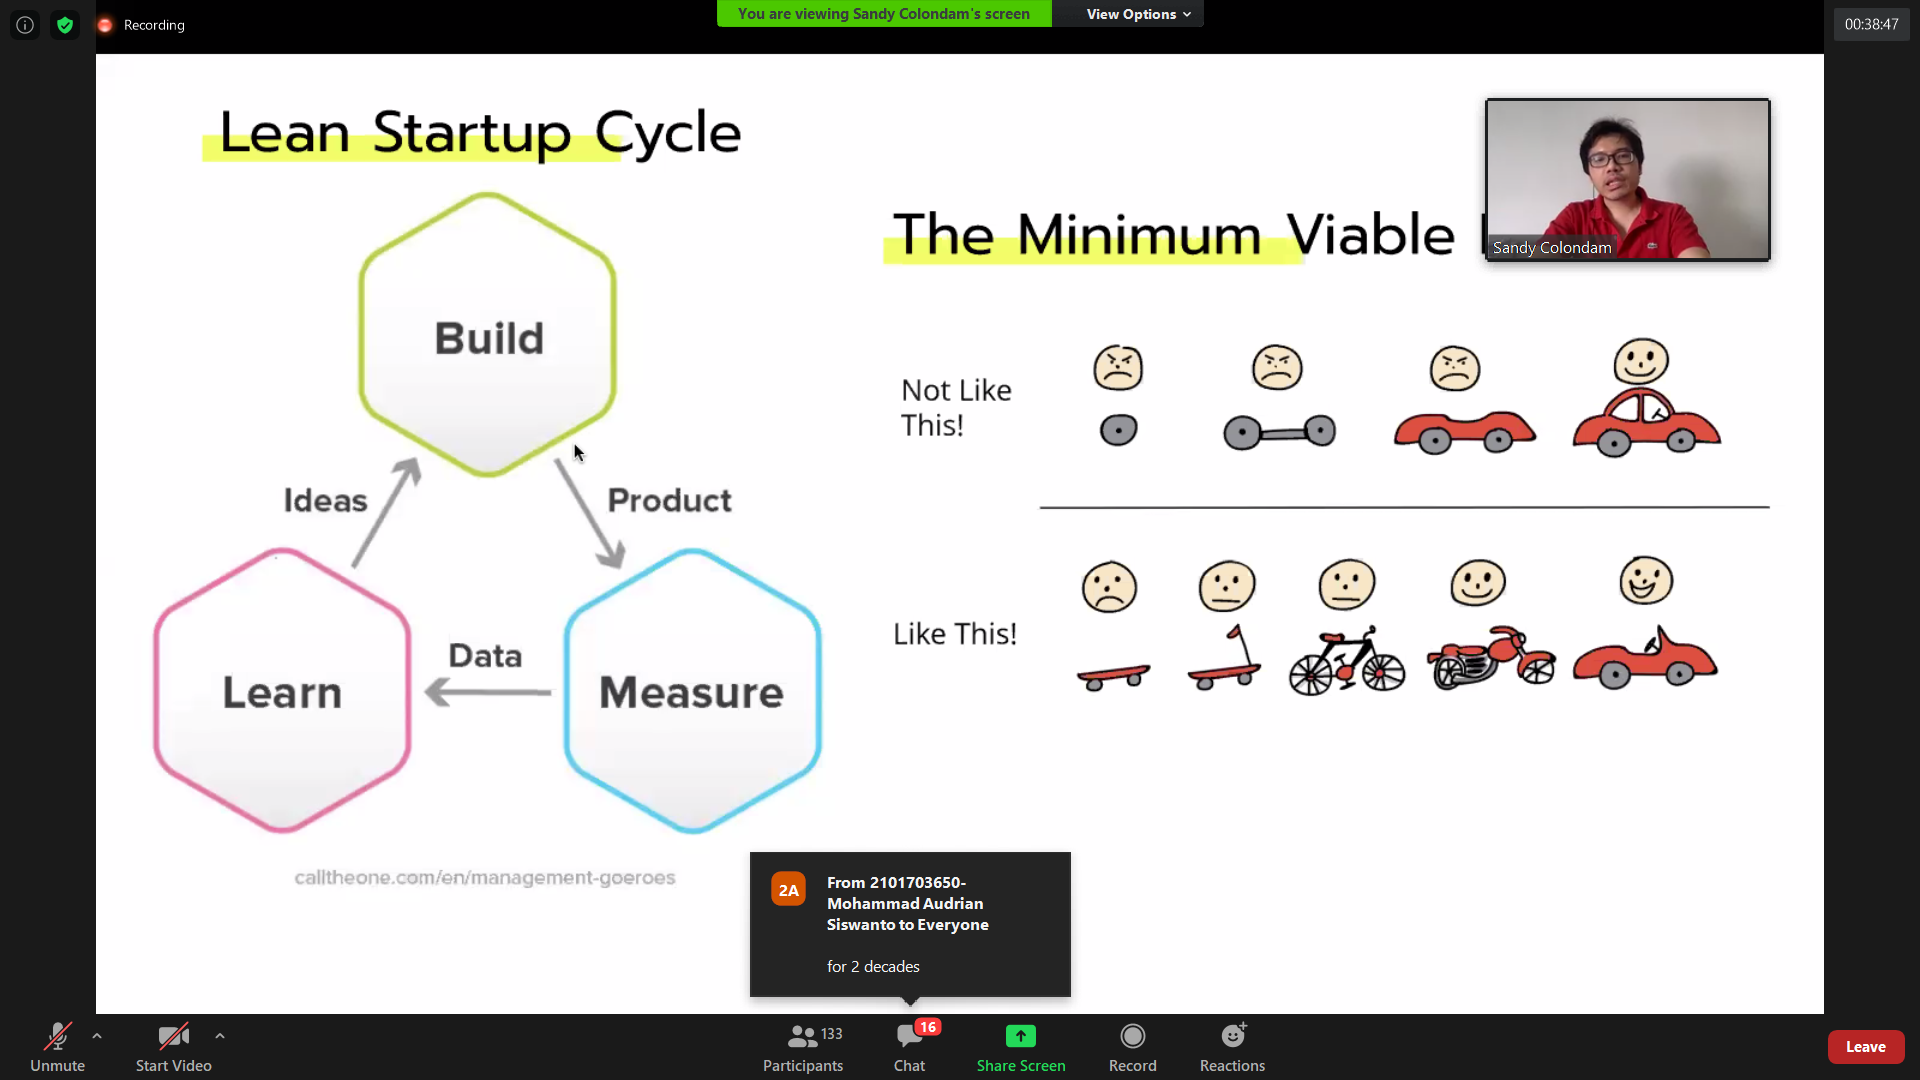 Recording
You are viewing Sandy Colondam's screen
View Options
00:38:47
Lean Startup Cycle
Build
Ideas
Product
Learn
Data
Measure
calltheone.com/en/management-goeroes
The Minimum Viable
Sandy Colondam
Not Like
This!
Like This!
2A
From 2101703650-
Mohammad Audrian
Siswanto to Everyone
for 2 decades
Unmute
Start Video
133
Participants
16
Chat
Share Screen
Record
Reactions
Leave